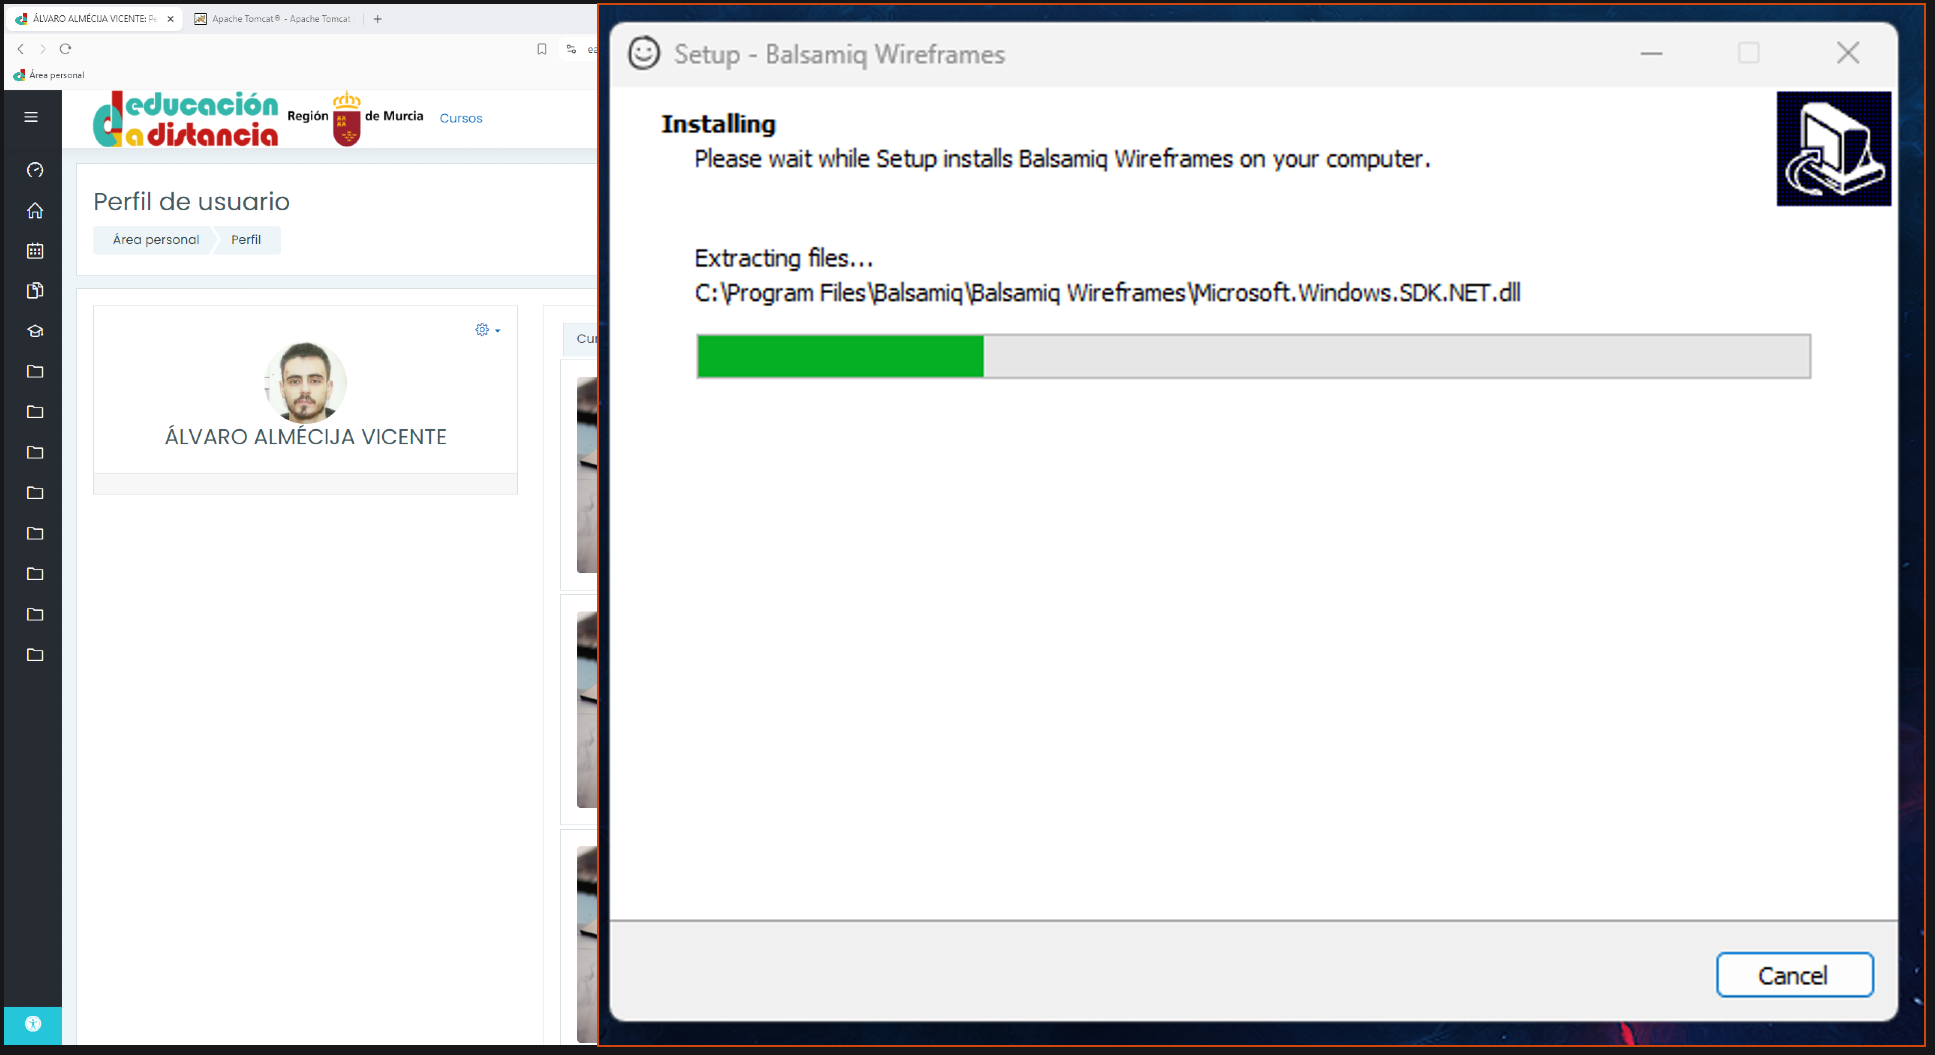 ÁLVARO ALMÉCIJA VICENTE: Pe
Apache Tomcat® - Apache Tomcat
Área personal
educación
a distancia
Región de Murcia
Cursos
Perfil de usuario
Área personal
Perfil
ÁLVARO ALMÉCIJA VICENTE
Cur
Setup - Balsamiq Wireframes
Installing
Please wait while Setup installs Balsamiq Wireframes on your computer.
Extracting files...
C:\Program Files\Balsamiq\Balsamiq Wireframes\Microsoft.Windows.SDK.NET.dll
Cancel